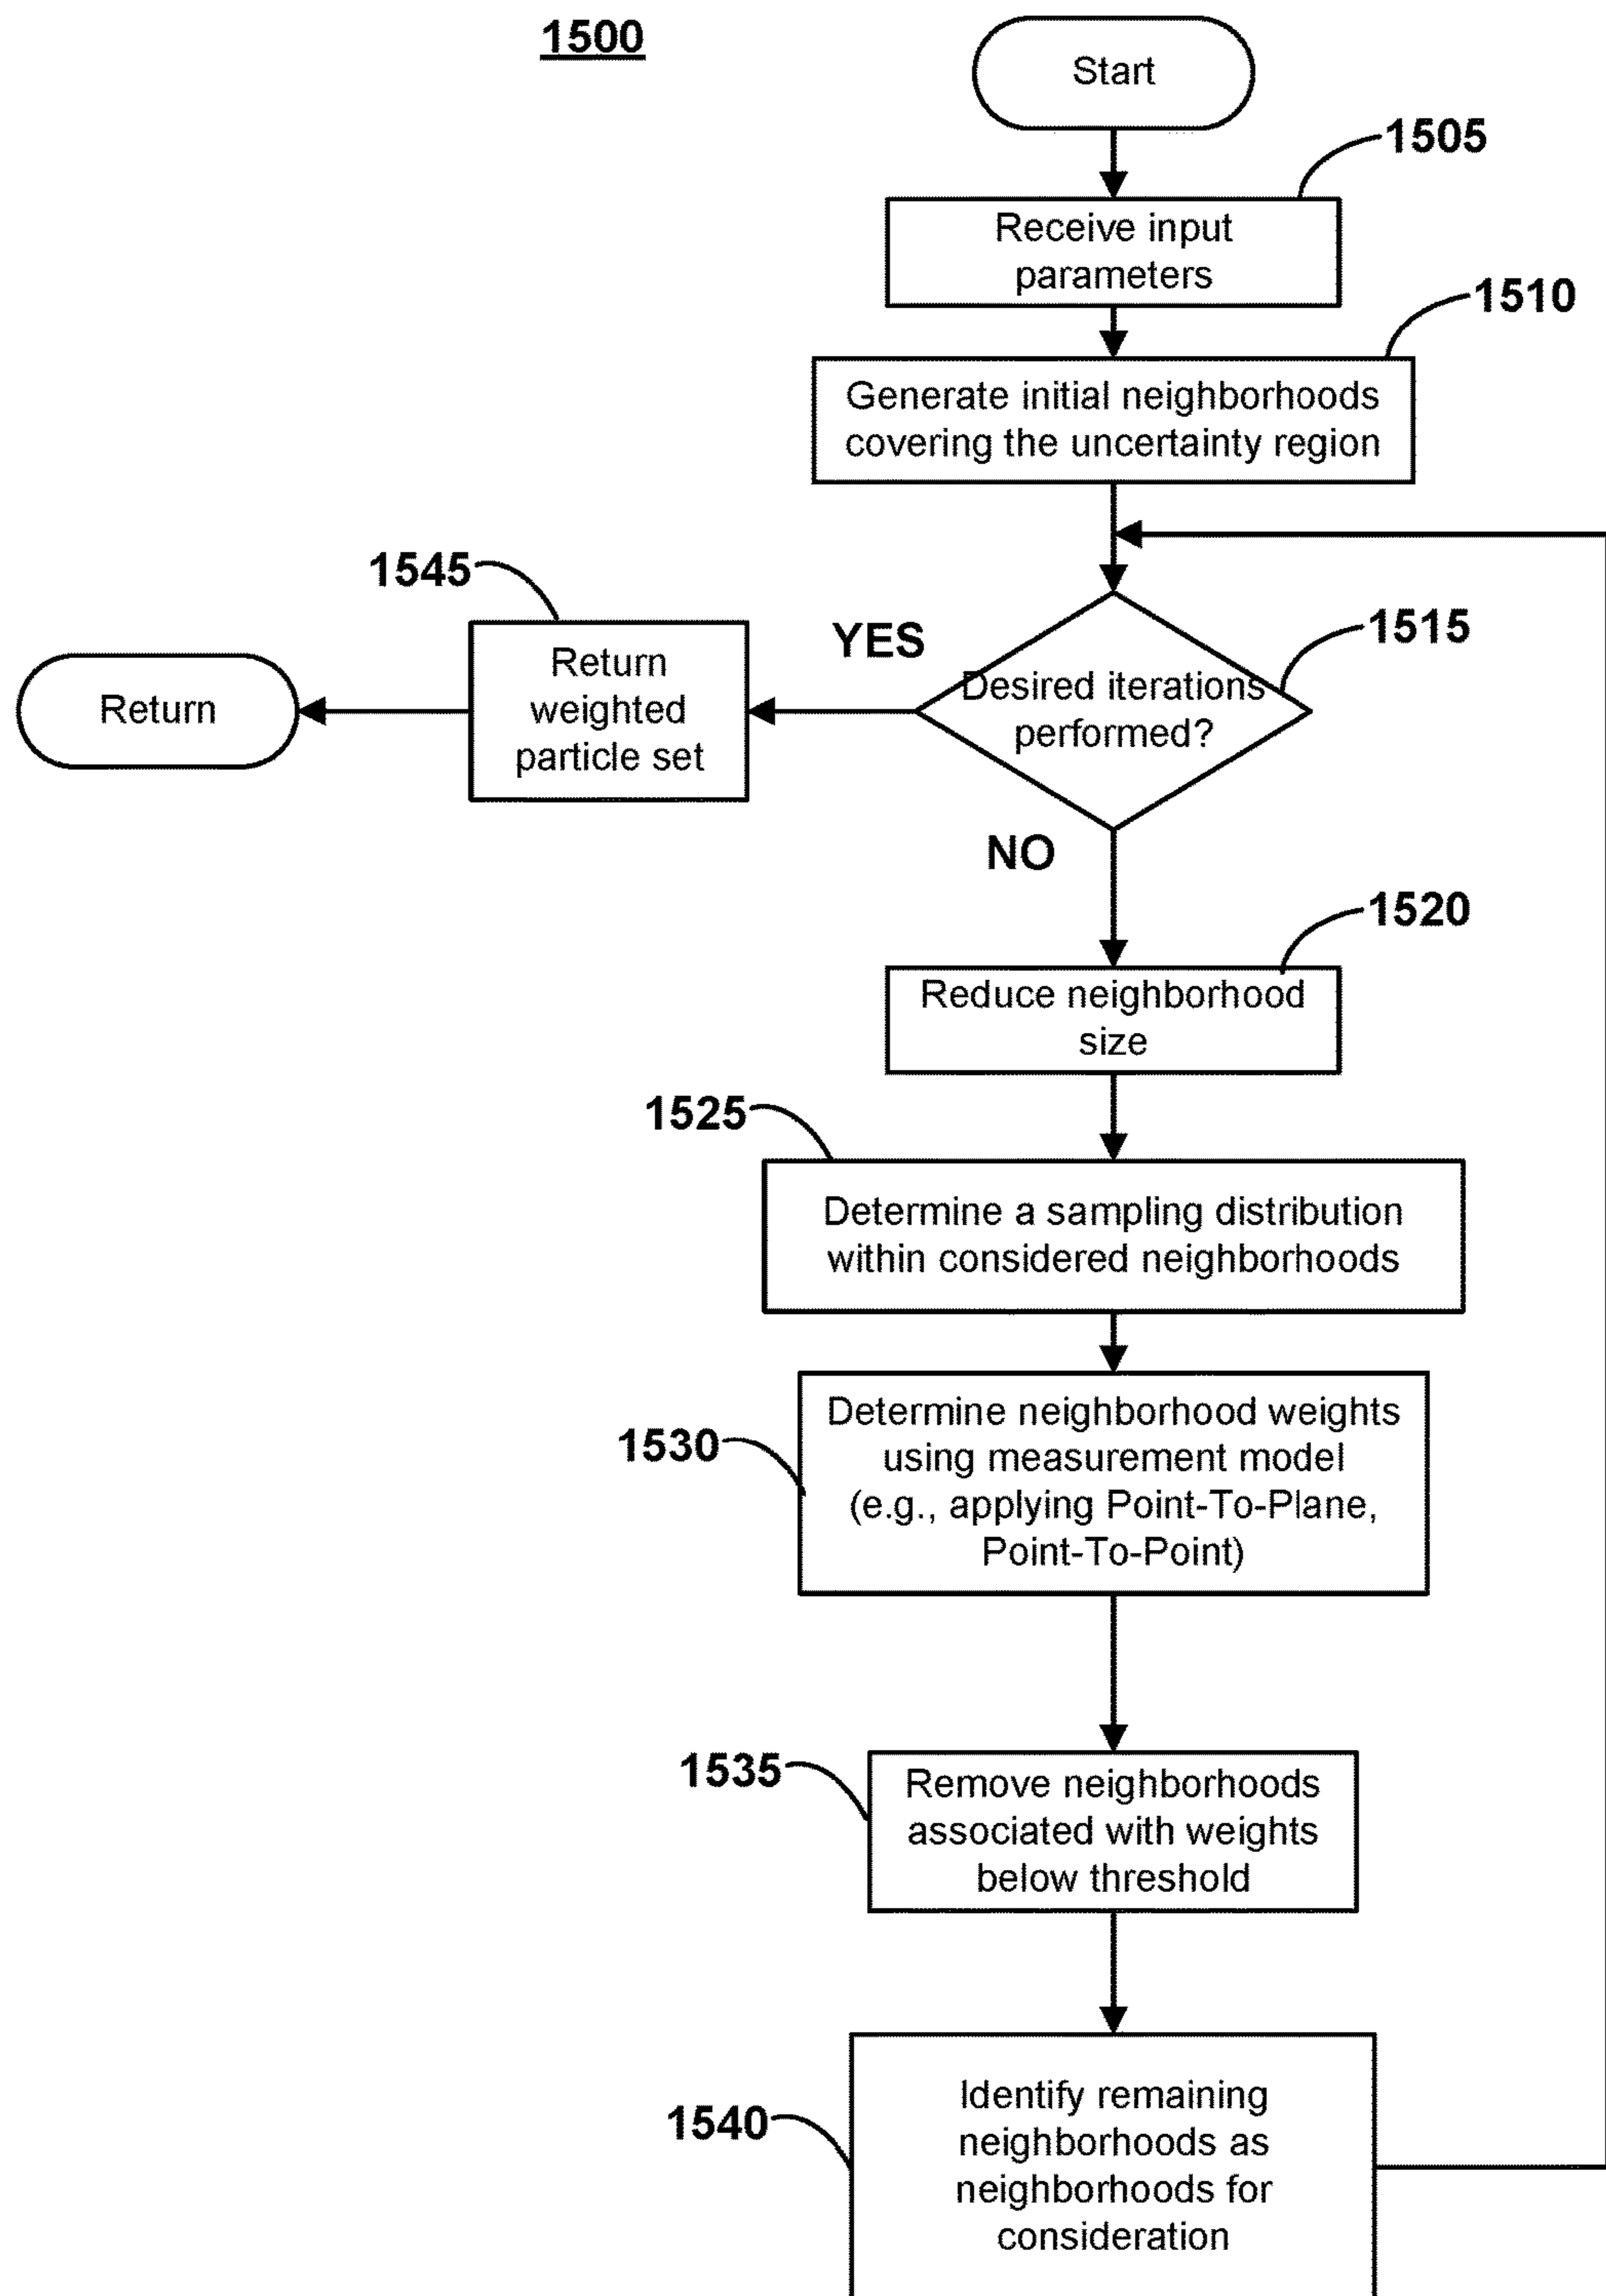 1500
Start
1505
Receive input
parameters
1510
Generate initial neighborhoods
covering the uncertainty region
1545
YES
1515
Return
weighted
particle set
Return
Desired iterations
performed?
NO
1520
Reduce neighborhood
size
1525
Determine a sampling distribution
within considered neighborhoods
1530
Determine neighborhood weights
using measurement model
(e.g., applying Point-To-Plane,
Point-To-Point)
1535
Remove neighborhoods
associated with weights
below threshold
1540
Identify remaining
neighborhoods as
neighborhoods for
consideration